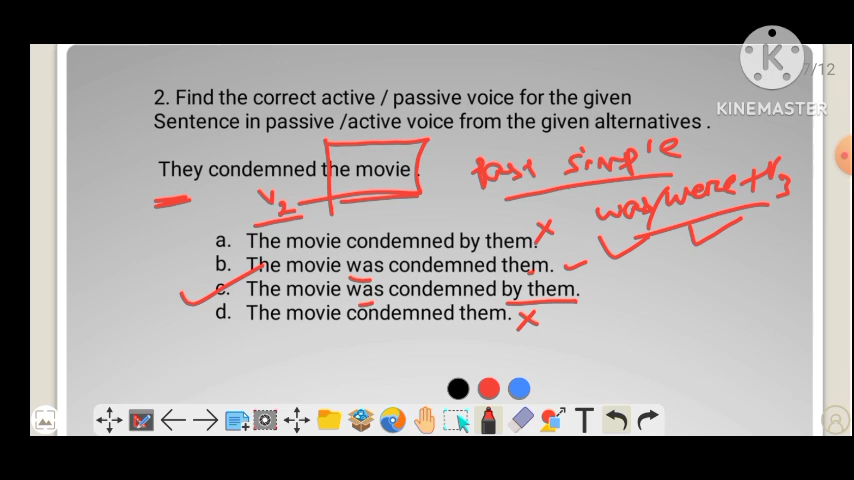 7/12
KINEMASTER
2. Find the correct active / passive voice for the given
Sentence in passive /active voice from the given alternatives .
They condemned the movie.
past simple
V2
was/were + V3
a. The movie condemned by them.
b. The movie was condemned them.
c. The movie was condemned by them.
d. The movie condemned them.